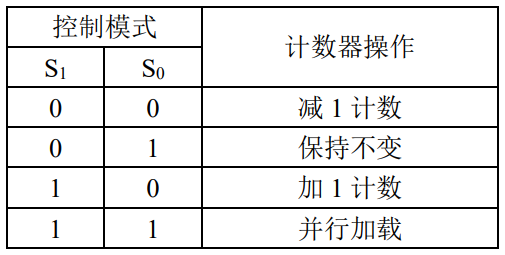 控制模式 计数器操作
S₁ S₀
0 0 减 1 计数
0 1 保持不变
1 0 加 1 计数
1 1 并行加载